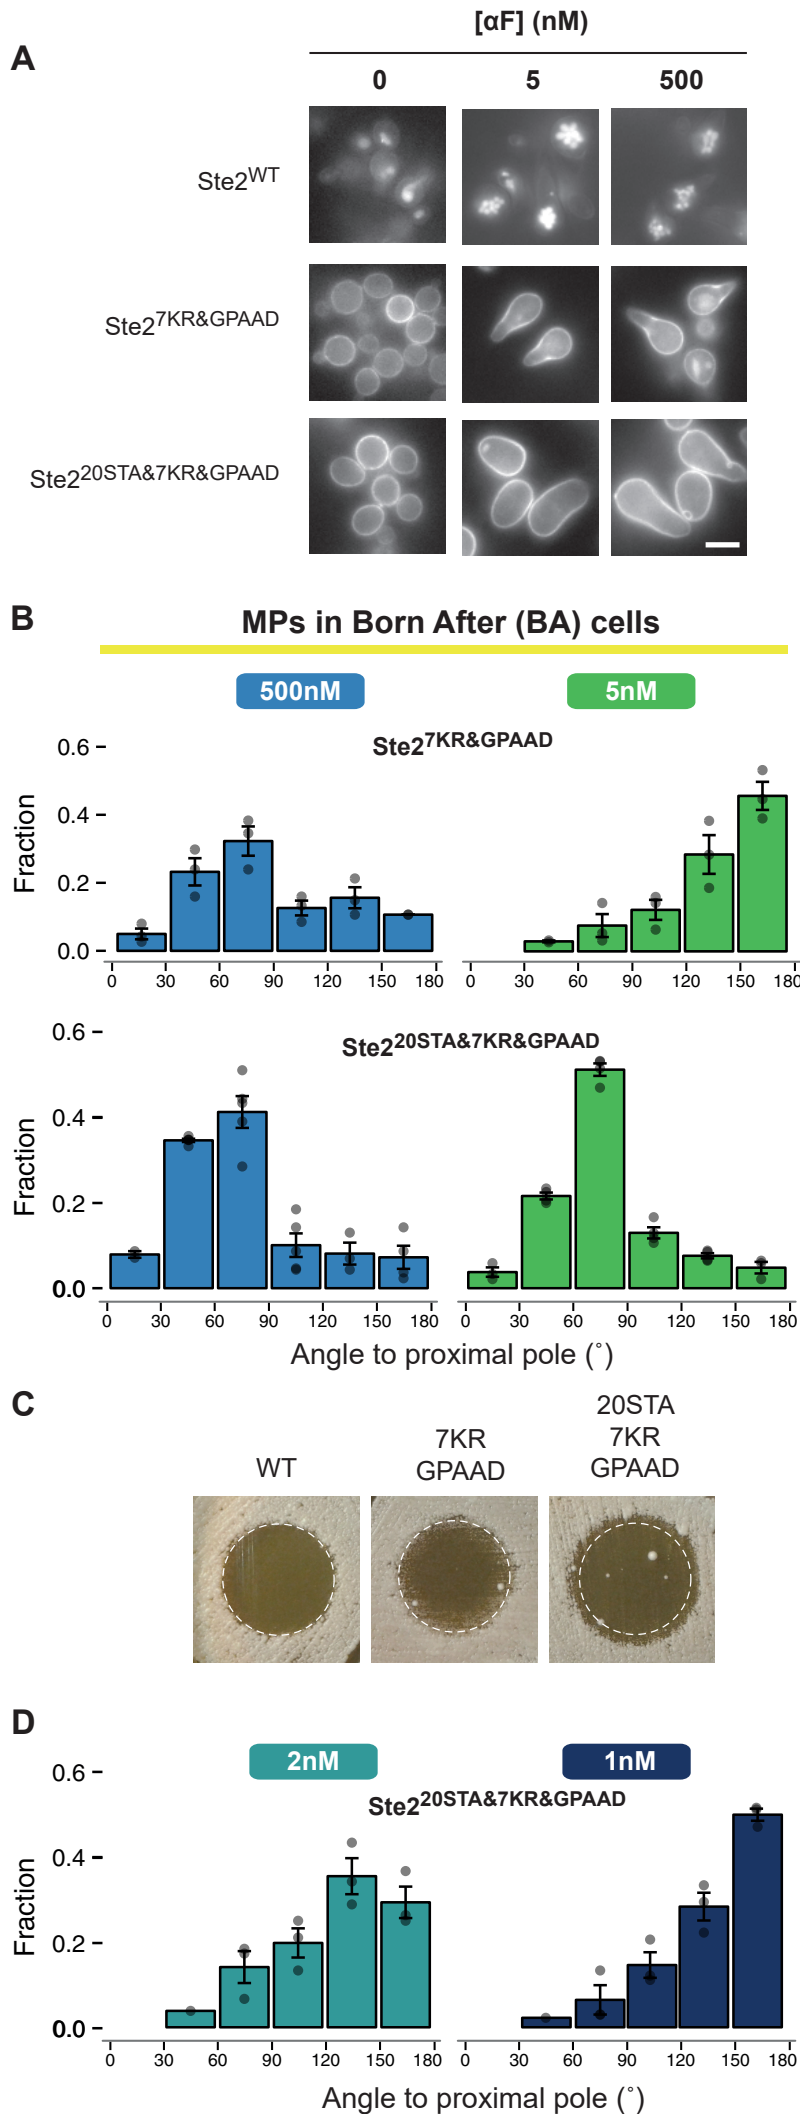 A
[αF] (nM)
0 5 500
Ste2WT
Ste27KR&GPAAD
Ste220STA&7KR&GPAAD
B
MPs in Born After (BA) cells
500nM 5nM
Ste27KR&GPAAD
0.6
0.4
0.2
0.0
Fraction
0 30 60 90 120 150 180
0 30 60 90 120 150 180
Ste220STA&7KR&GPAAD
0.6
0.4
0.2
0.0
Fraction
0 30 60 90 120 150 180
0 30 60 90 120 150 180
Angle to proximal pole (˚)
C
WT
7KR
GPAAD
20STA
7KR
GPAAD
D
2nM 1nM
Ste220STA&7KR&GPAAD
0.6
0.4
0.2
0.0
Fraction
0 30 60 90 120 150 180
0 30 60 90 120 150 180
Angle to proximal pole (˚)